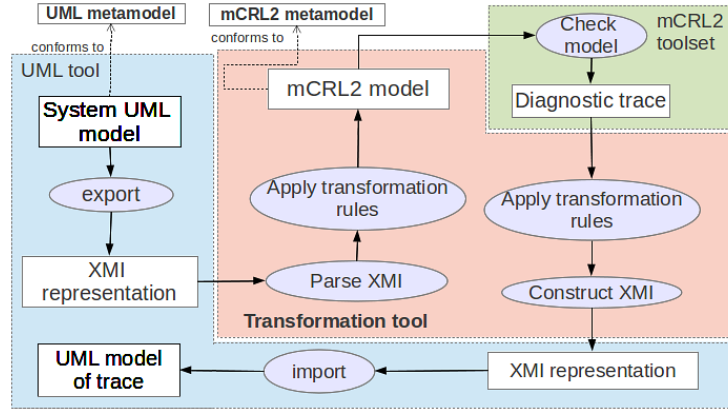 UML metamodel
mCRL2 metamodel
conforms to
conforms to
Check
model
mCRL2
toolset
UML tool
mCRL2 model
Diagnostic trace
System UML
model
export
Apply transformation
rules
Apply transformation
rules
XMI
representation
Parse XMI
Construct XMI
Transformation tool
UML model
of trace
import
XMI representation